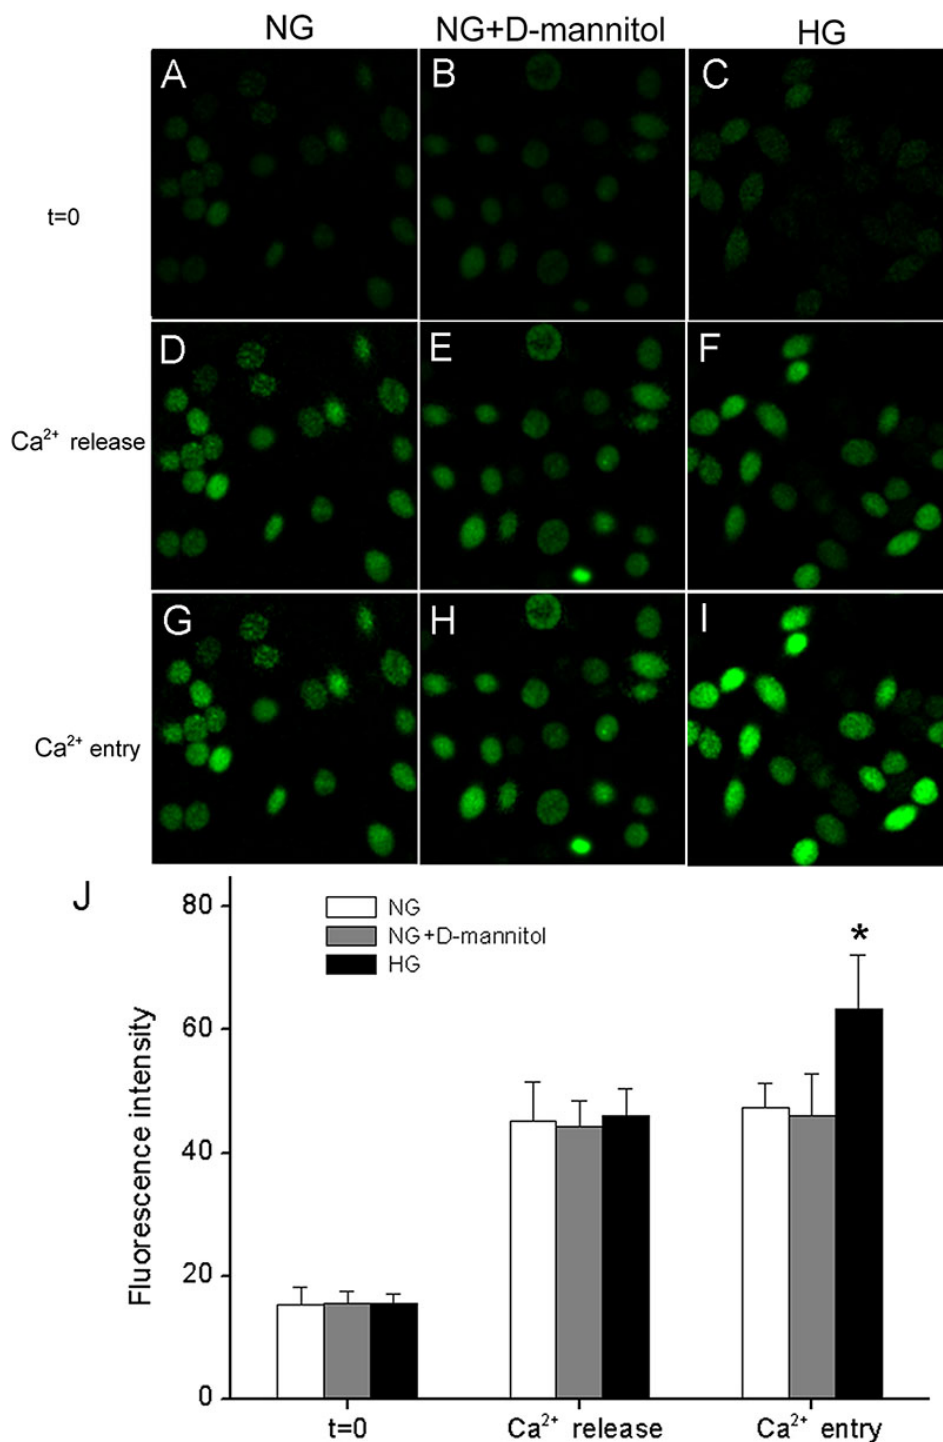 NG NG+D-mannitol HG
A B C
t=0
D E F
Ca²⁺ release
G H I
Ca²⁺ entry
J
80
NG
NG+D-mannitol
HG
*
60
Fluorescence intensity
40
20
0
t=0 Ca²⁺ release Ca²⁺ entry